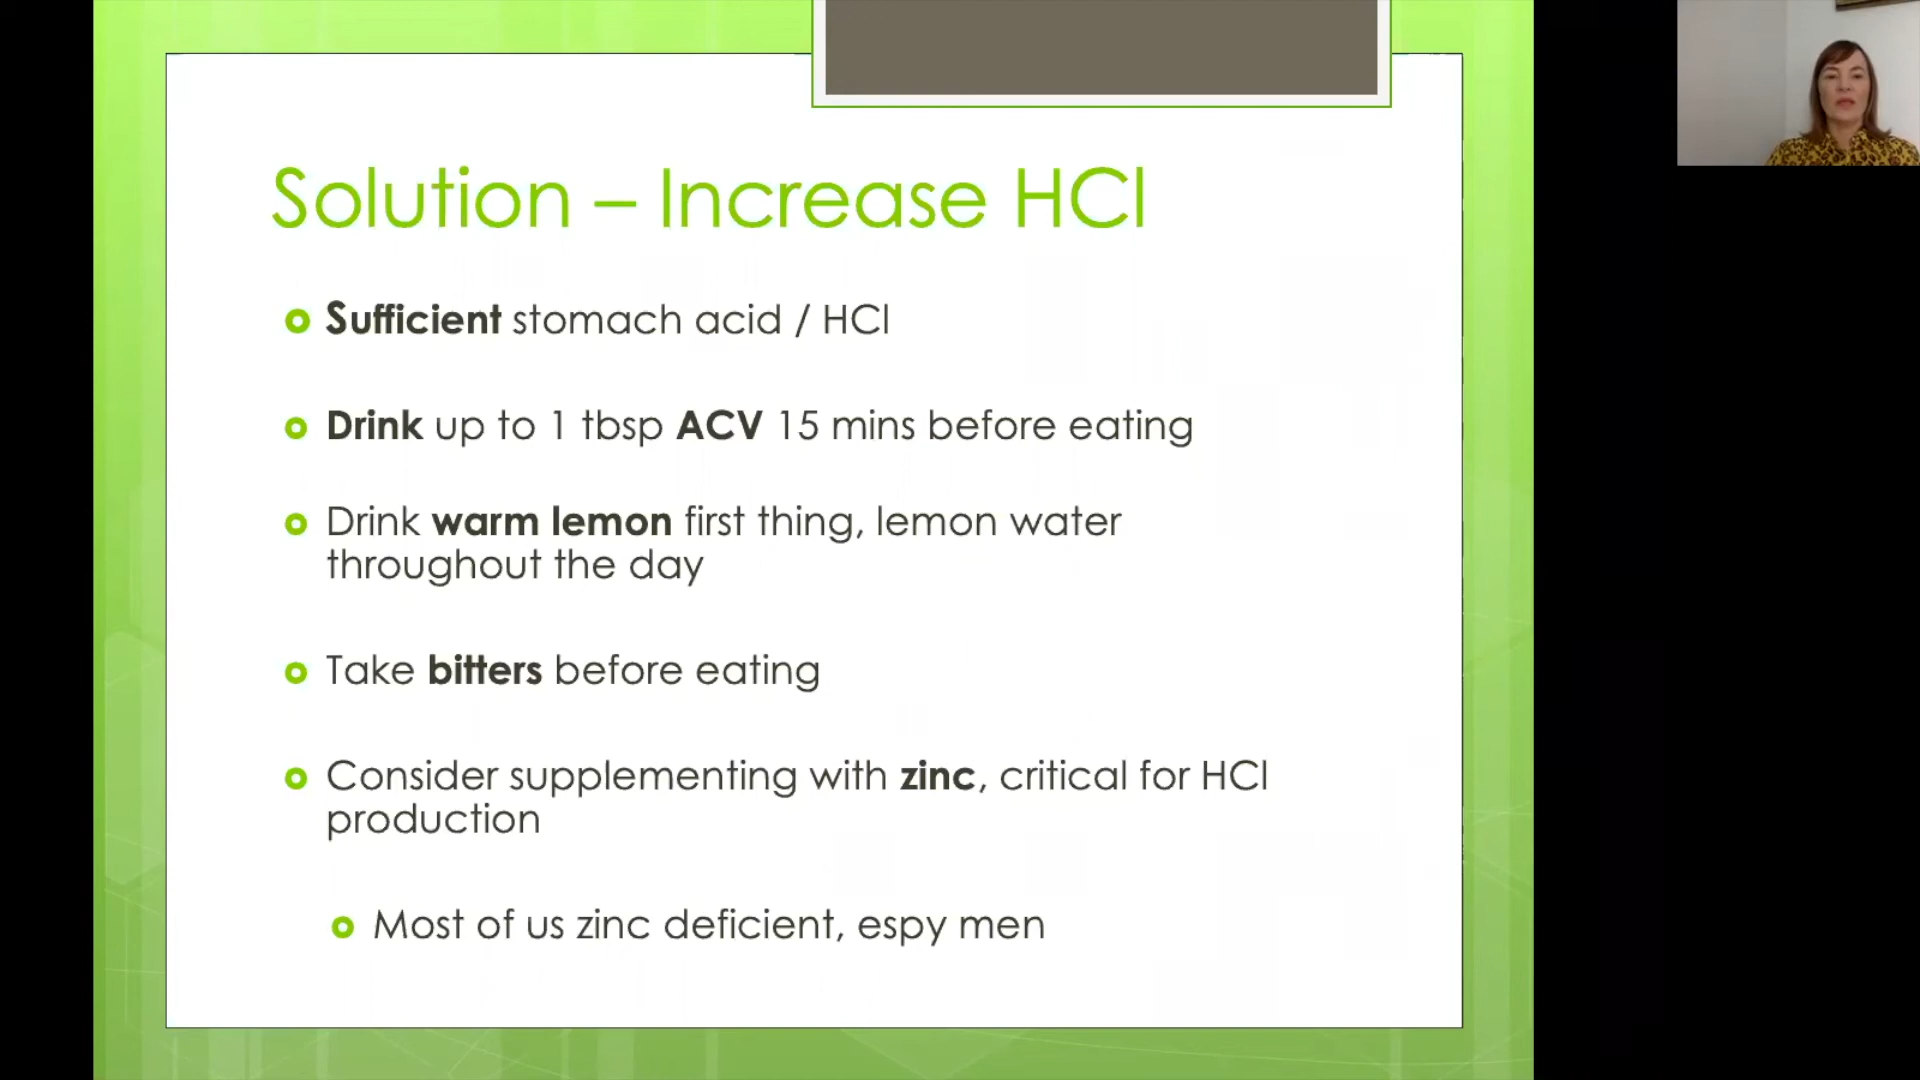 Solution – Increase HCl
Sufficient stomach acid / HCl
Drink up to 1 tbsp ACV 15 mins before eating
Drink warm lemon first thing, lemon water
throughout the day
Take bitters before eating
Consider supplementing with zinc, critical for HCl
production
Most of us zinc deficient, espy men